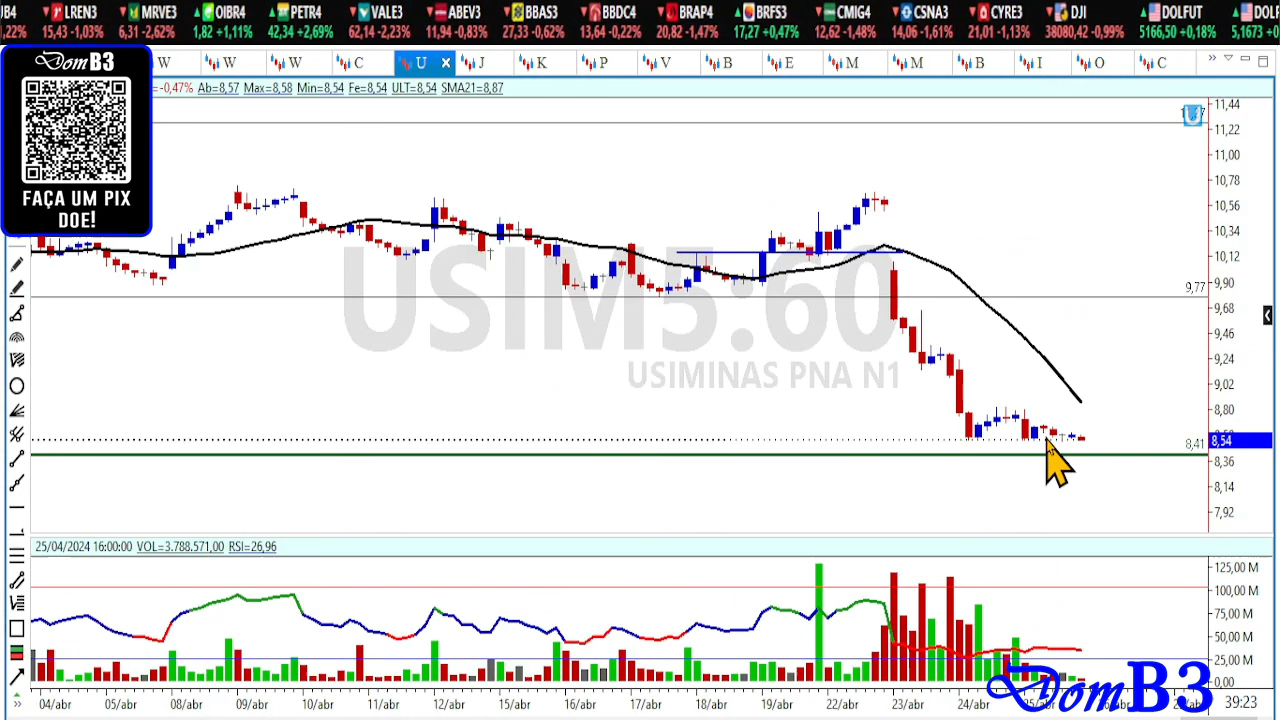 JB4 LREN3 MRVE3 OIBR4 PETR4 VALE3 ABEV3 BBAS3 BBDC4 BRAP4 BRFS3 CMIG4 CSNA3 CYRE3 DJI DOLFUT DOL
,22% 15,43 -1,03% 6,31 -2,62% 1,82 +1,11% 42,34 +2,69% 62,14 -2,23% 11,94 -0,83% 27,33 -0,62% 13,64 -0,22% 20,82 -1,47% 17,27 +0,47% 12,62 -1,48% 14,06 -1,61% 21,01 -1,13% 38080,42 -0,99% 5166,50 +0,18% 5,1673 +0
DomB3
W W W C U x J K P V B E M M B I O C
-0,47% Ab=8,57 Max=8,58 Min=8,54 Fe=8,54 ULT=8,54 SMA21=8,87
FAÇA UM PIX
DOE!
11,44
11,22
11,00
10,78
10,56
10,34
10,12
9,90
9,77
9,68
9,46
9,24
9,02
8,80
8,41
8,54
8,36
8,14
7,92
USIM5:60
USIMINAS PNA N1
25/04/2024 16:00:00 VOL=3.788.571,00 RSI=26,96
125,00 M
100,00 M
75,00 M
50,00 M
25,00 M
0,00
04/abr 05/abr 08/abr 09/abr 10/abr 11/abr 12/abr 15/abr 16/abr 17/abr 18/abr 19/abr 22/abr 23/abr 24/abr 25/abr 39:23
DomB3